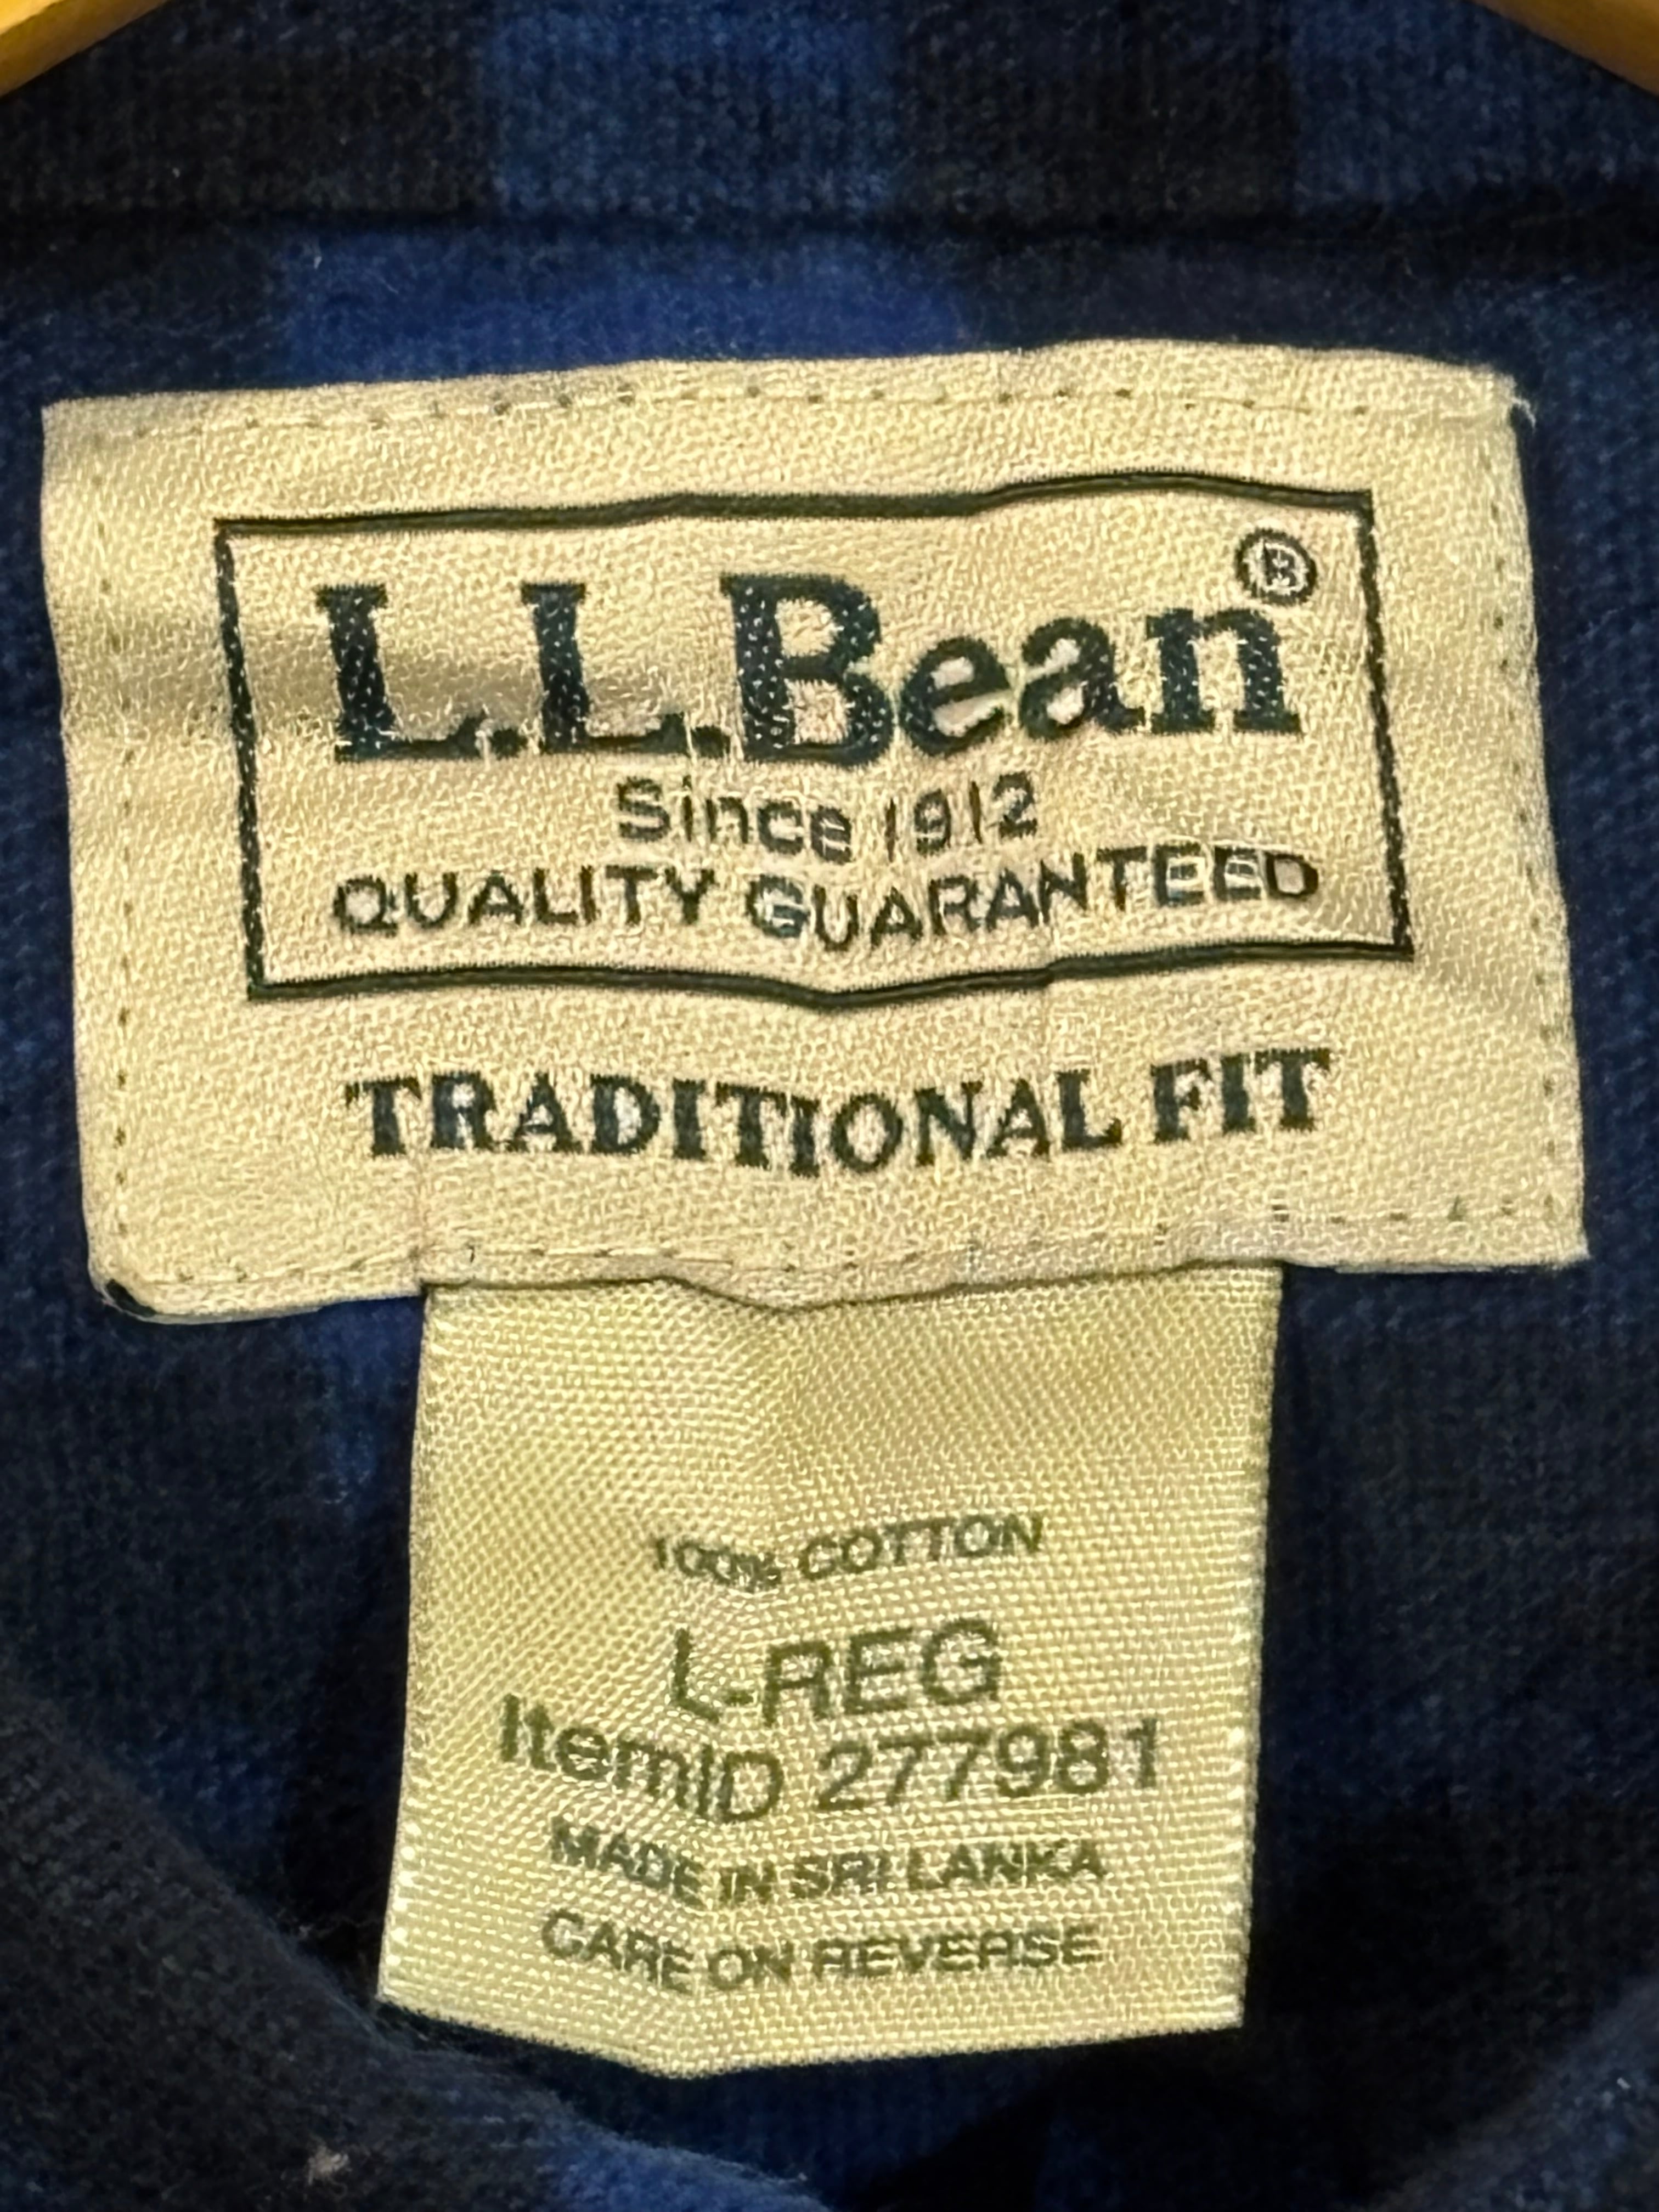 L.L.Bean®
Since 1912
QUALITY GUARANTEED
TRADITIONAL FIT
100% COTTON
L-REG
ItemID 277981
MADE IN SRI LANKA
CARE ON REVERSE